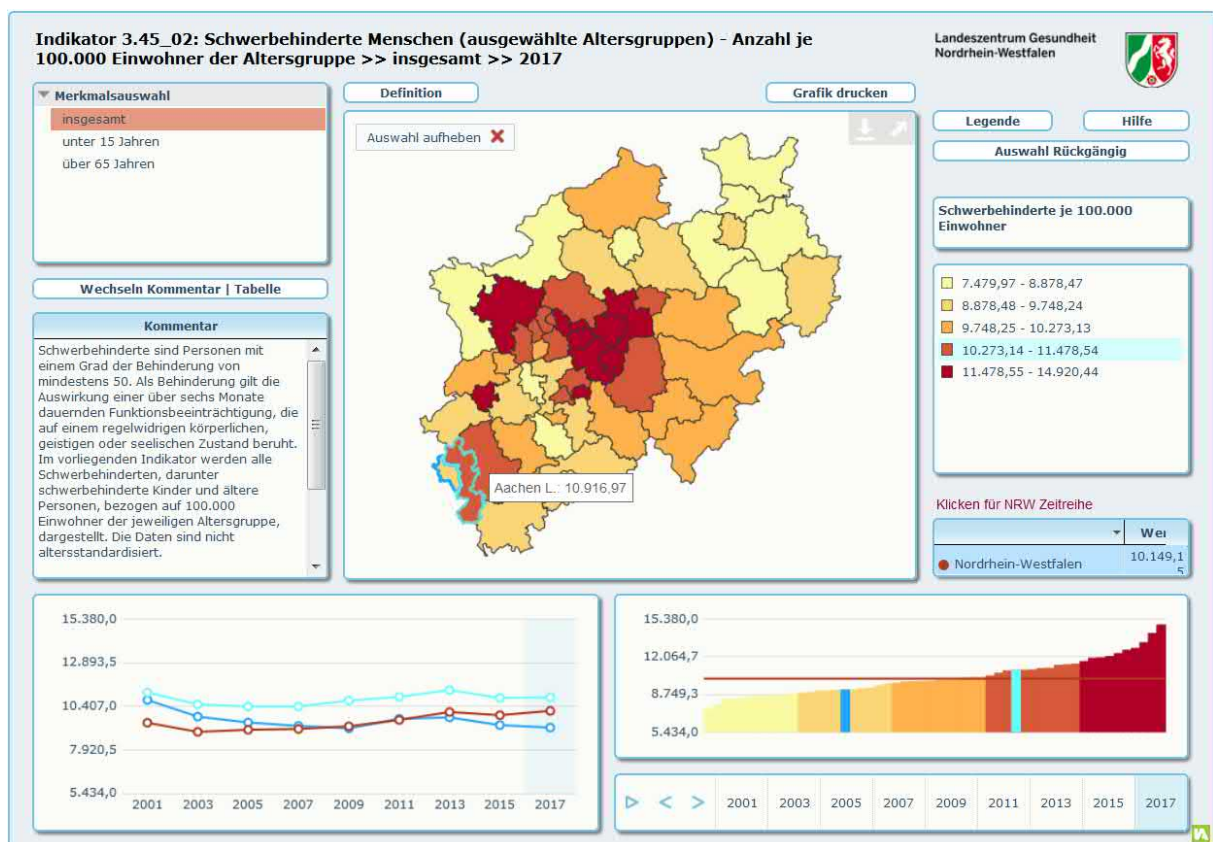 Indikator 3.45_02: Schwerbehinderte Menschen (ausgewählte Altersgruppen) - Anzahl je
100.000 Einwohner der Altersgruppe >> insgesamt >> 2017
Landeszentrum Gesundheit
Nordrhein-Westfalen
Merkmalsauswahl
insgesamt
unter 15 Jahren
über 65 Jahren
Wechseln Kommentar | Tabelle
Kommentar
Schwerbehinderte sind Personen mit
einem Grad der Behinderung von
mindestens 50. Als Behinderung gilt die
Auswirkung einer über sechs Monate
dauernden Funktionsbeeinträchtigung, die
auf einem regelwidrigen körperlichen,
geistigen oder seelischen Zustand beruht.
Im vorliegenden Indikator werden alle
Schwerbehinderten, darunter
schwerbehinderte Kinder und ältere
Personen, bezogen auf 100.000
Einwohner der jeweiligen Altersgruppe,
dargestellt. Die Daten sind nicht
altersstandardisiert.
Definition
Grafik drucken
Auswahl aufheben
Aachen L.: 10.916,97
Legende
Hilfe
Auswahl Rückgängig
Schwerbehinderte je 100.000
Einwohner
7.479,97 - 8.878,47
8.878,48 - 9.748,24
9.748,25 - 10.273,13
10.273,14 - 11.478,54
11.478,55 - 14.920,44
Klicken für NRW Zeitreihe
Wei
Nordrhein-Westfalen
10.149,1
5
15.380,0
12.893,5
10.407,0
7.920,5
5.434,0
2001 2003 2005 2007 2009 2011 2013 2015 2017
15.380,0
12.064,7
8.749,3
5.434,0
2001 2003 2005 2007 2009 2011 2013 2015 2017